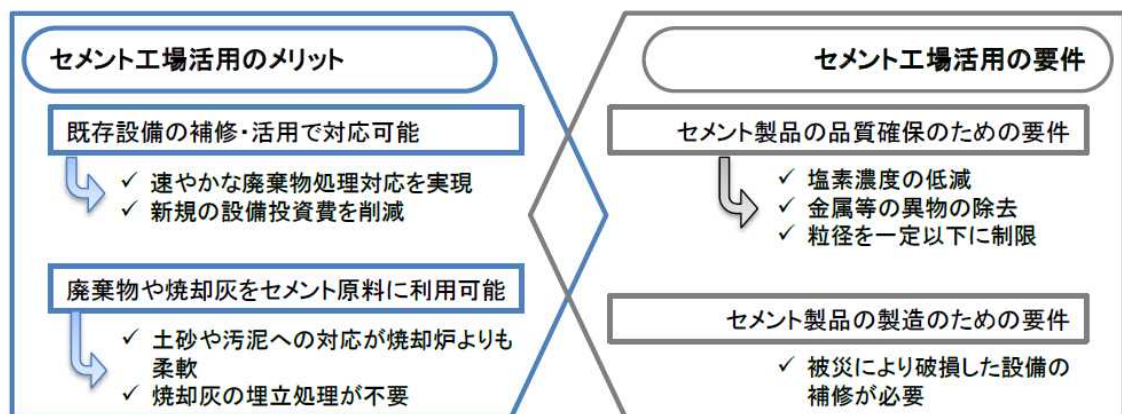 セメント工場活用のメリット
既存設備の補修・活用で対応可能
✓ 速やかな廃棄物処理対応を実現
✓ 新規の設備投資費を削減
廃棄物や焼却灰をセメント原料に利用可能
✓ 土砂や汚泥への対応が焼却炉よりも
柔軟
✓ 焼却灰の埋立処理が不要
セメント工場活用の要件
セメント製品の品質確保のための要件
✓ 塩素濃度の低減
✓ 金属等の異物の除去
✓ 粒径を一定以下に制限
セメント製品の製造のための要件
✓ 被災により破損した設備の
補修が必要